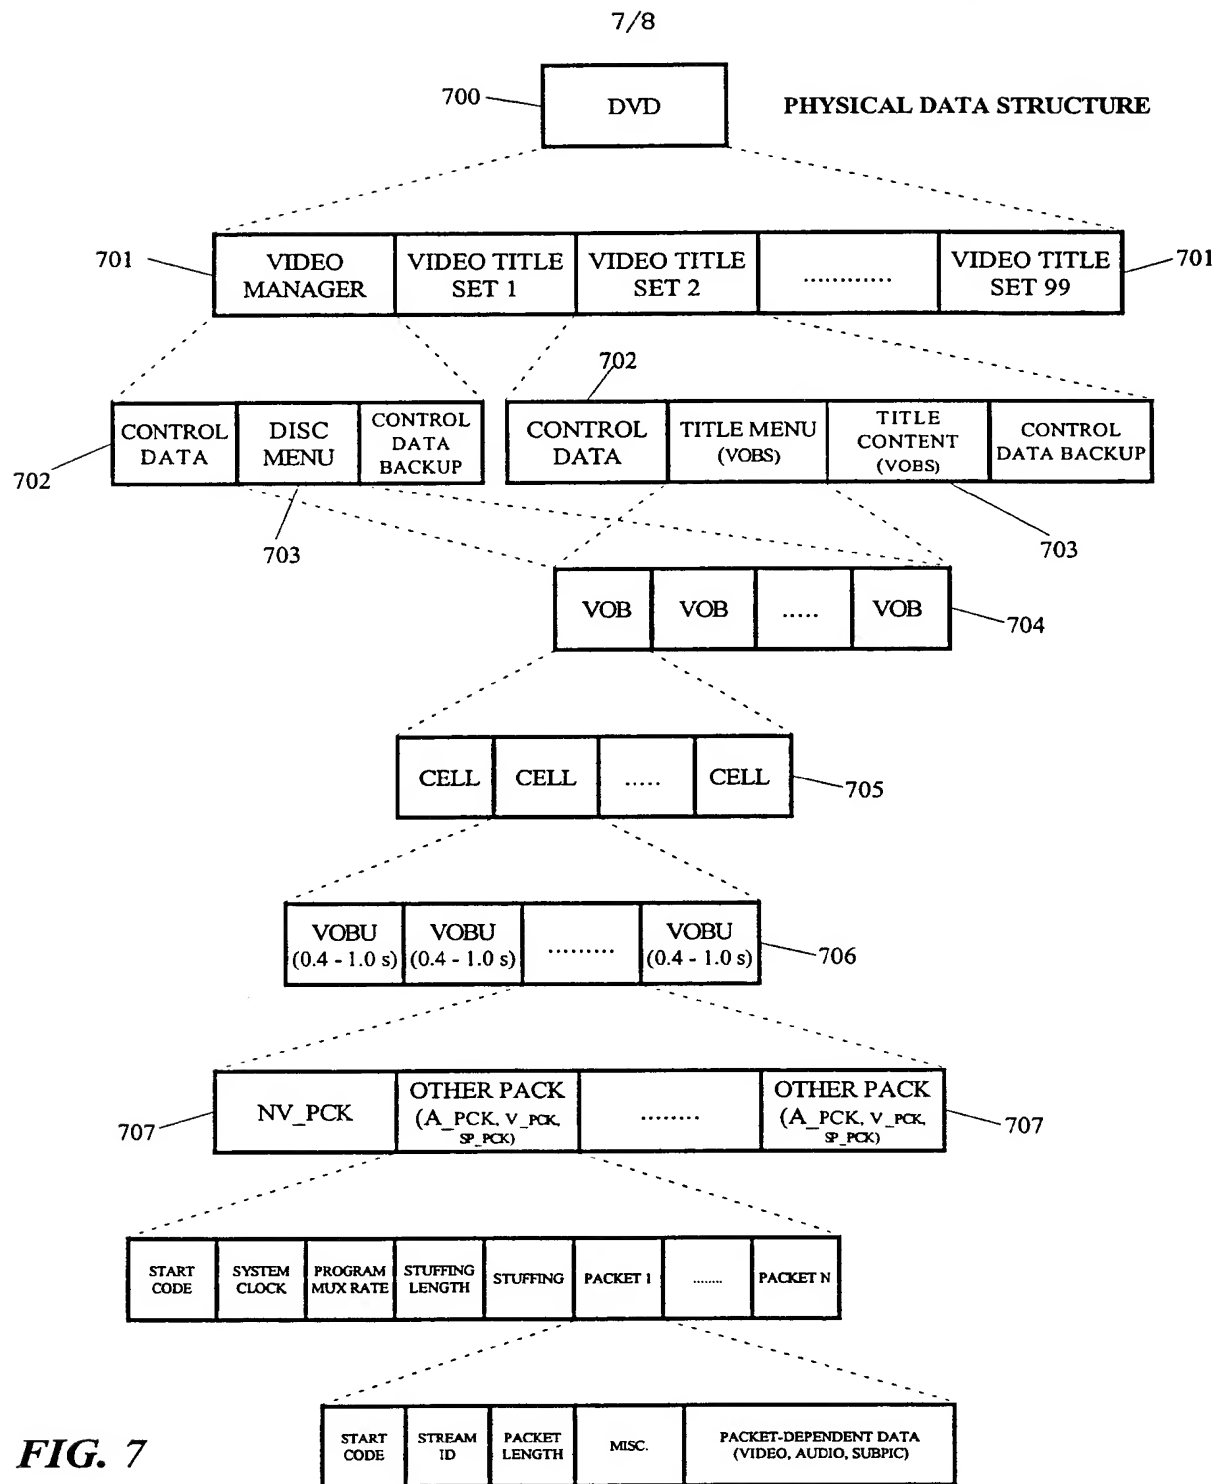 7/8
700
DVD
PHYSICAL DATA STRUCTURE
701
VIDEO
MANAGER
VIDEO TITLE
SET 1
VIDEO TITLE
SET 2
............
VIDEO TITLE
SET 99
701
702
CONTROL
DATA
DISC
MENU
CONTROL
DATA
BACKUP
702
CONTROL
DATA
TITLE MENU
(VOBS)
TITLE
CONTENT
(VOBS)
CONTROL
DATA BACKUP
703
703
VOB
VOB
.....
VOB
704
CELL
CELL
.....
CELL
705
VOBU
(0.4 - 1.0 s)
VOBU
(0.4 - 1.0 s)
.........
VOBU
(0.4 - 1.0 s)
706
707
NV_PCK
OTHER PACK
(A_PCK, V_PCK,
SP_PCK)
........
OTHER PACK
(A_PCK, V_PCK,
SP_PCK)
707
START
CODE
SYSTEM
CLOCK
PROGRAM
MUX RATE
STUFFING
LENGTH
STUFFING
PACKET 1
........
PACKET N
START
CODE
STREAM
ID
PACKET
LENGTH
MISC.
PACKET-DEPENDENT DATA
(VIDEO, AUDIO, SUBPIC)
FIG. 7